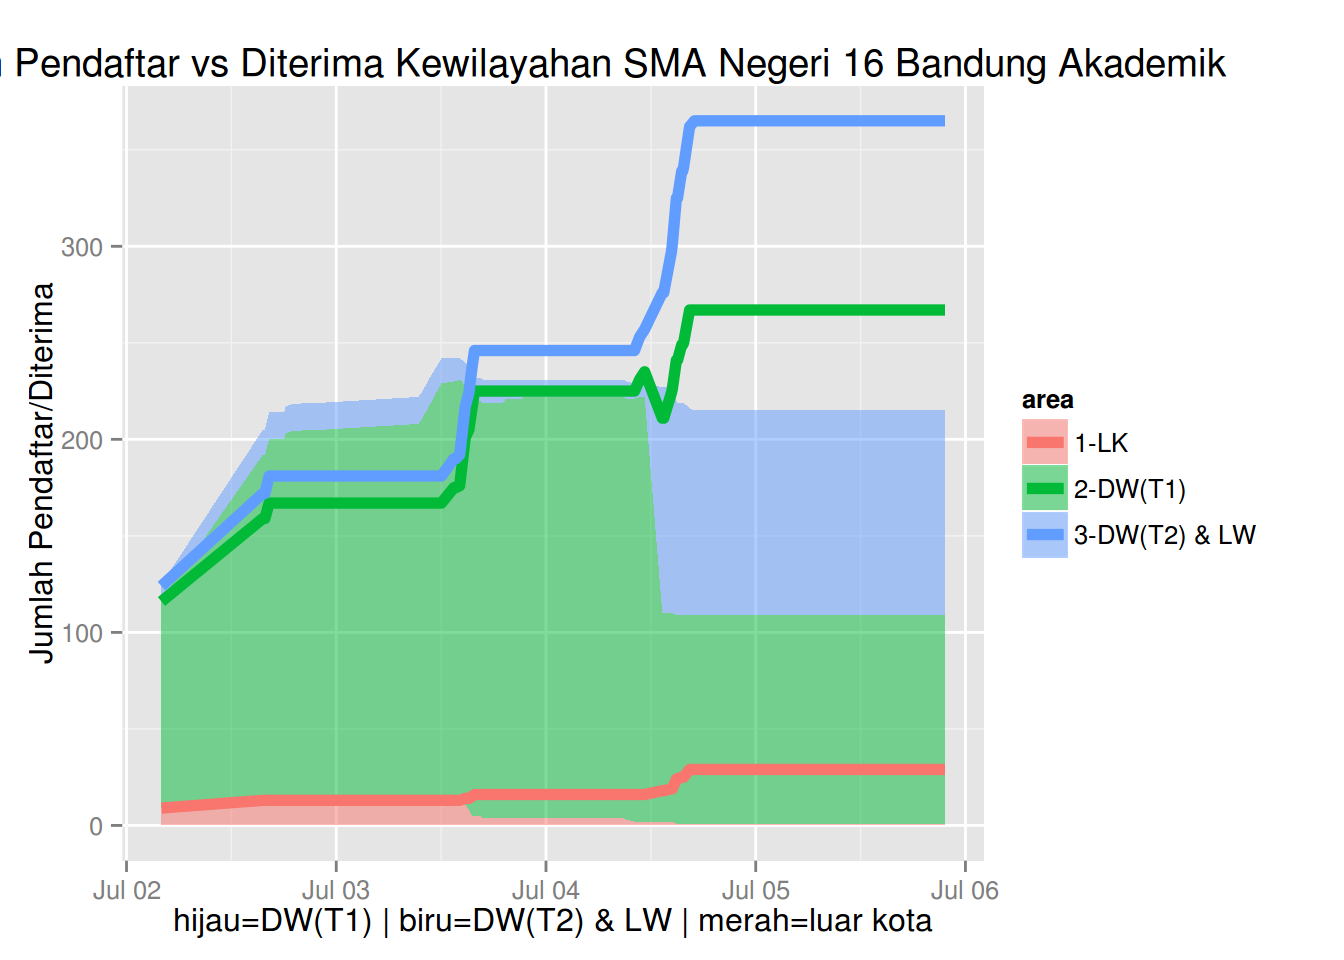 Pendaftar vs Diterima Kewilayahan SMA Negeri 16 Bandung Akademik
Jumlah Pendaftar/Diterima
300
200
100
0
Jul 02
Jul 03
Jul 04
Jul 05
Jul 06
hijau=DW(T1) | biru=DW(T2) & LW | merah=luar kota
area
1-LK
2-DW(T1)
3-DW(T2) & LW